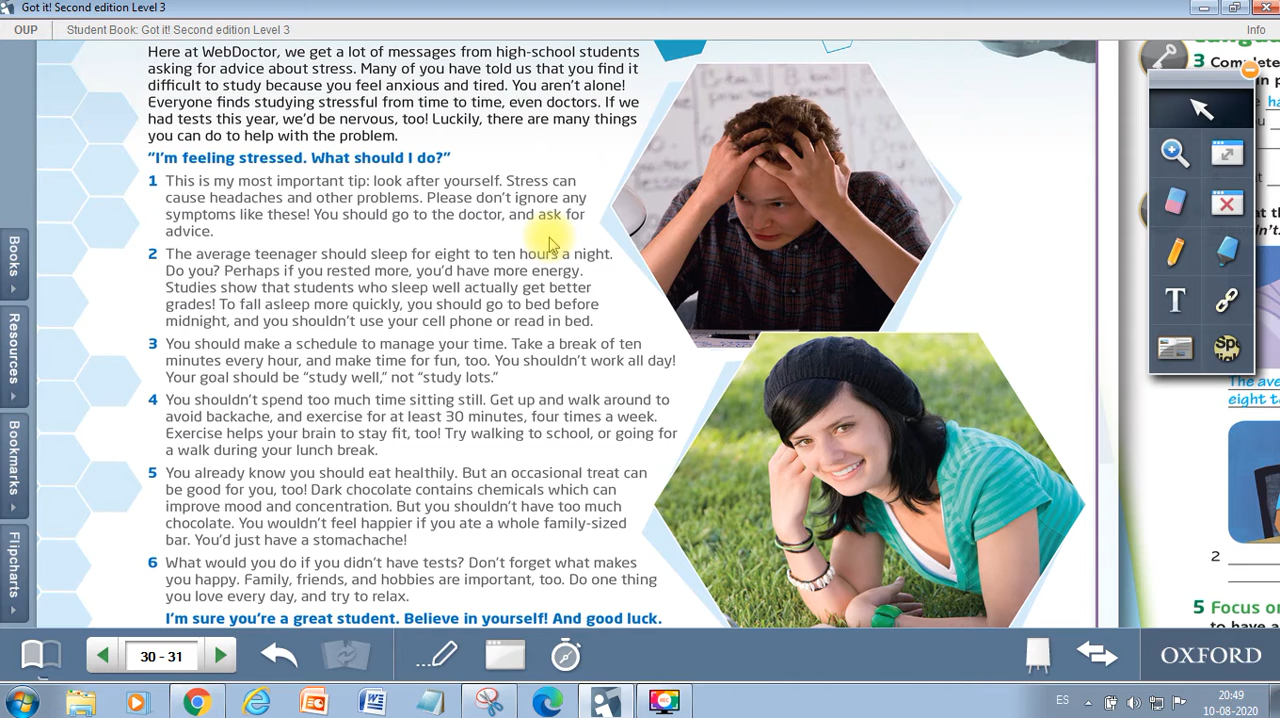 Got it! Second edition Level 3
OUP
Student Book: Got it! Second edition Level 3
Info
Here at WebDoctor, we get a lot of messages from high-school students
asking for advice about stress. Many of you have told us that you find it
difficult to study because you feel anxious and tired. You aren't alone!
Everyone finds studying stressful from time to time, even doctors. If we
had tests this year, we'd be nervous, too! Luckily, there are many things
you can do to help with the problem.
"I'm feeling stressed. What should I do?"
1 This is my most important tip: look after yourself. Stress can
cause headaches and other problems. Please don't ignore any
symptoms like these! You should go to the doctor, and ask for
advice.
2 The average teenager should sleep for eight to ten hours a night.
Do you? Perhaps if you rested more, you'd have more energy.
Studies show that students who sleep well actually get better
grades! To fall asleep more quickly, you should go to bed before
midnight, and you shouldn't use your cell phone or read in bed.
3 You should make a schedule to manage your time. Take a break of ten
minutes every hour, and make time for fun, too. You shouldn't work all day!
Your goal should be "study well," not "study lots."
4 You shouldn't spend too much time sitting still. Get up and walk around to
avoid backache, and exercise for at least 30 minutes, four times a week.
Exercise helps your brain to stay fit, too! Try walking to school, or going for
a walk during your lunch break.
5 You already know you should eat healthily. But an occasional treat can
be good for you, too! Dark chocolate contains chemicals which can
improve mood and concentration. But you shouldn't have too much
chocolate. You wouldn't feel happier if you ate a whole family-sized
bar. You'd just have a stomachache!
6 What would you do if you didn't have tests? Don't forget what makes
you happy. Family, friends, and hobbies are important, too. Do one thing
you love every day, and try to relax.
I'm sure you're a great student. Believe in yourself! And good luck.
Books
Resources
Bookmarks
Flipcharts
3 Complete
The ave
eight t
2
5 Focus on
to have a
T
Spo
30 - 31
OXFORD
ES
20:49
10-08-2020